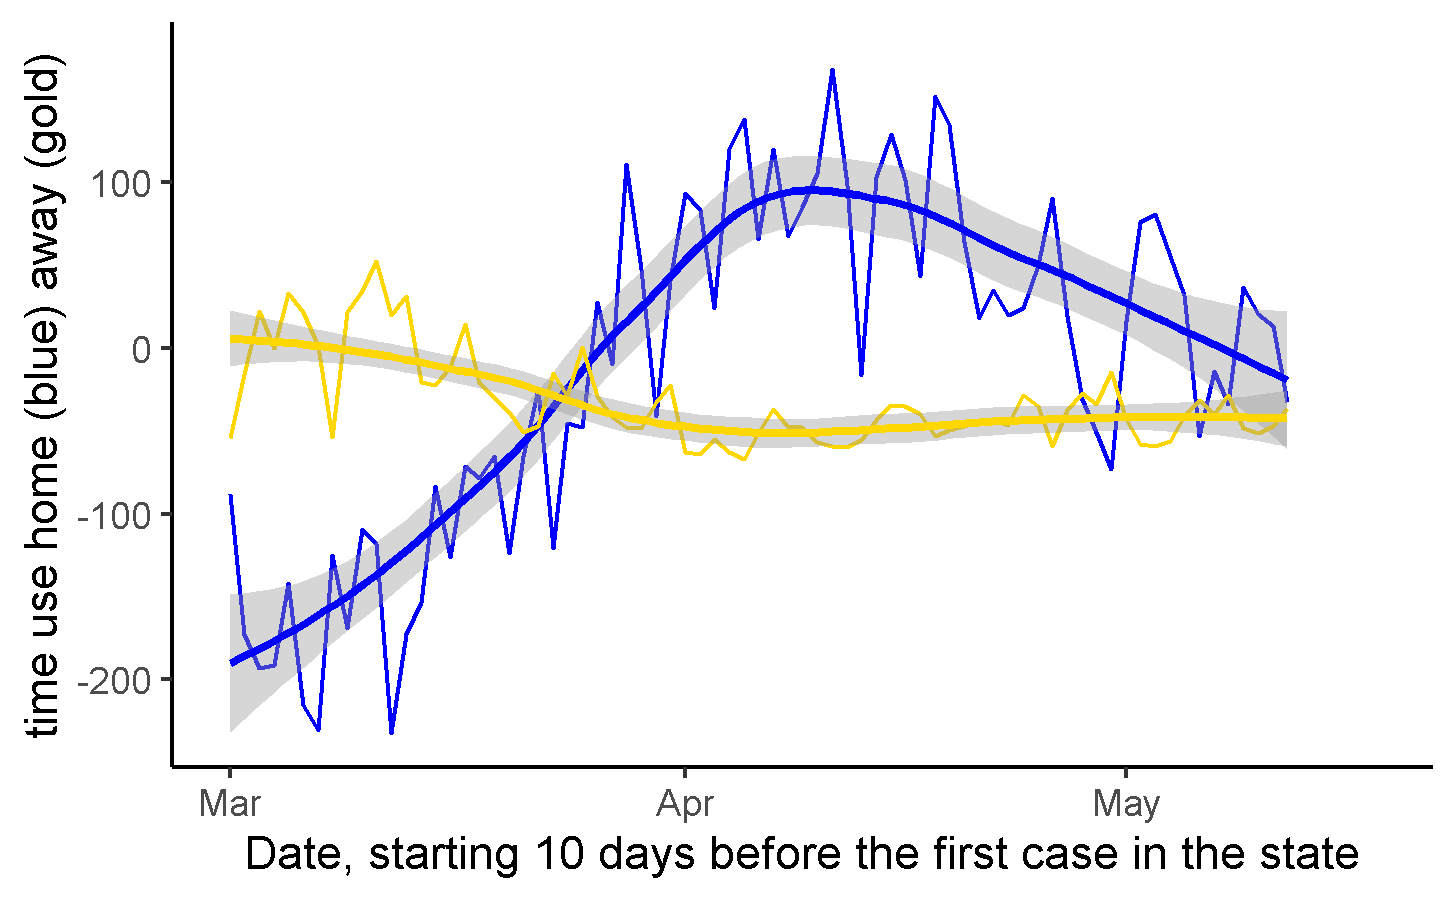 time use home (blue) away (gold)
100
0
-100
-200
Mar
Apr
May
Date, starting 10 days before the first case in the state